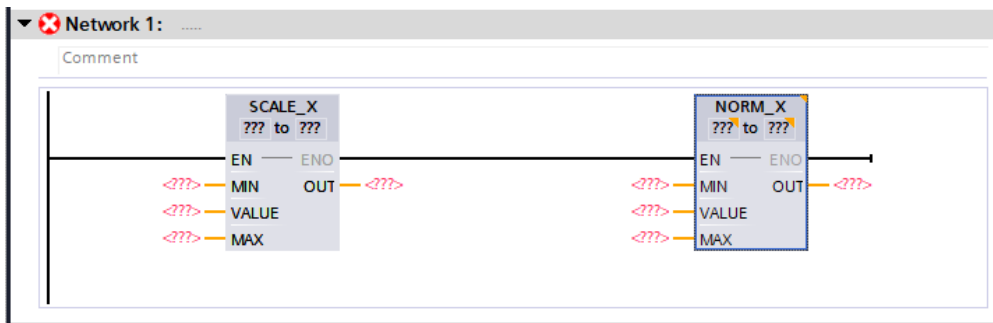 Network 1: .....
Comment
SCALE_X
??? to ???
EN ENO
<???> MIN OUT <???>
<???> VALUE
<???> MAX
NORM_X
??? to ???
EN ENO
<???> MIN OUT <???>
<???> VALUE
<???> MAX